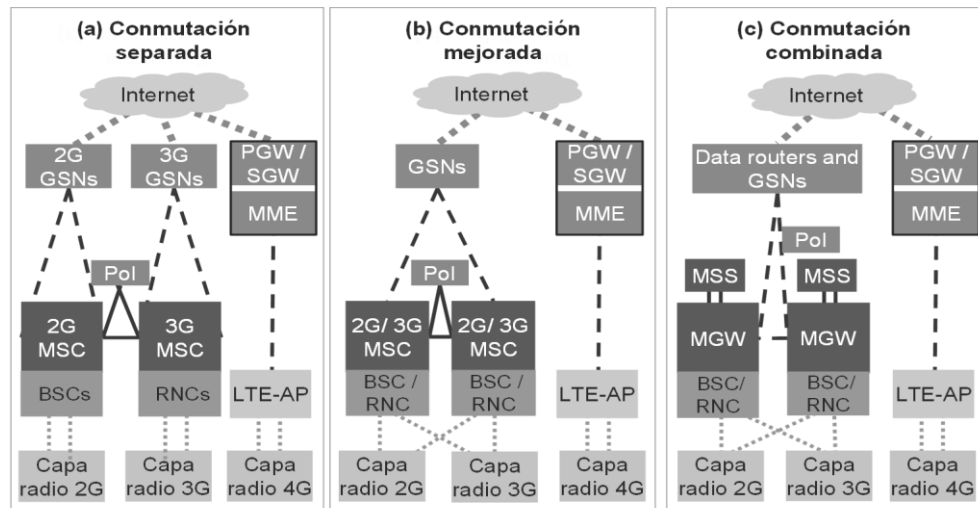 (a) Conmutación
separada
Internet
2G
GSNs
3G
GSNs
PGW /
SGW
MME
Pol
2G
MSC
3G
MSC
BSCs
RNCs
LTE-AP
Capa
radio 2G
Capa
radio 3G
Capa
radio 4G
(b) Conmutación
mejorada
Internet
GSNs
PGW /
SGW
MME
Pol
2G/ 3G
MSC
2G/ 3G
MSC
BSC /
RNC
BSC /
RNC
LTE-AP
Capa
radio 2G
Capa
radio 3G
Capa
radio 4G
(c) Conmutación
combinada
Internet
Data routers and
GSNs
PGW /
SGW
MME
Pol
MSS
MSS
MGW
MGW
BSC/
RNC
BSC/
RNC
LTE-AP
Capa
radio 2G
Capa
radio 3G
Capa
radio 4G